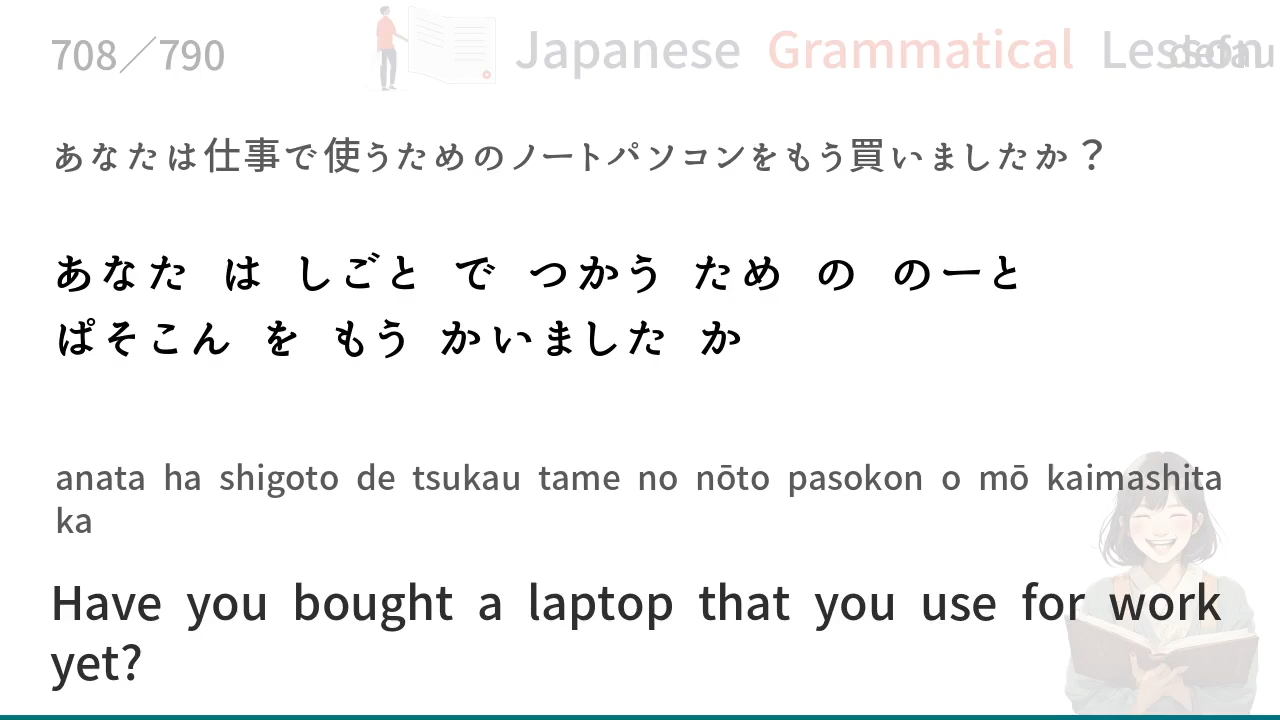 708／790
Japanese Grammatical Lesson
あなたは仕事で使うためのノートパソコンをもう買いましたか？
あなた は しごと で つかう ため の のーと
ぱそこん を もう かいました か
anata ha shigoto de tsukau tame no nōto pasokon o mō kaimashita
ka
Have you bought a laptop that you use for work
yet?